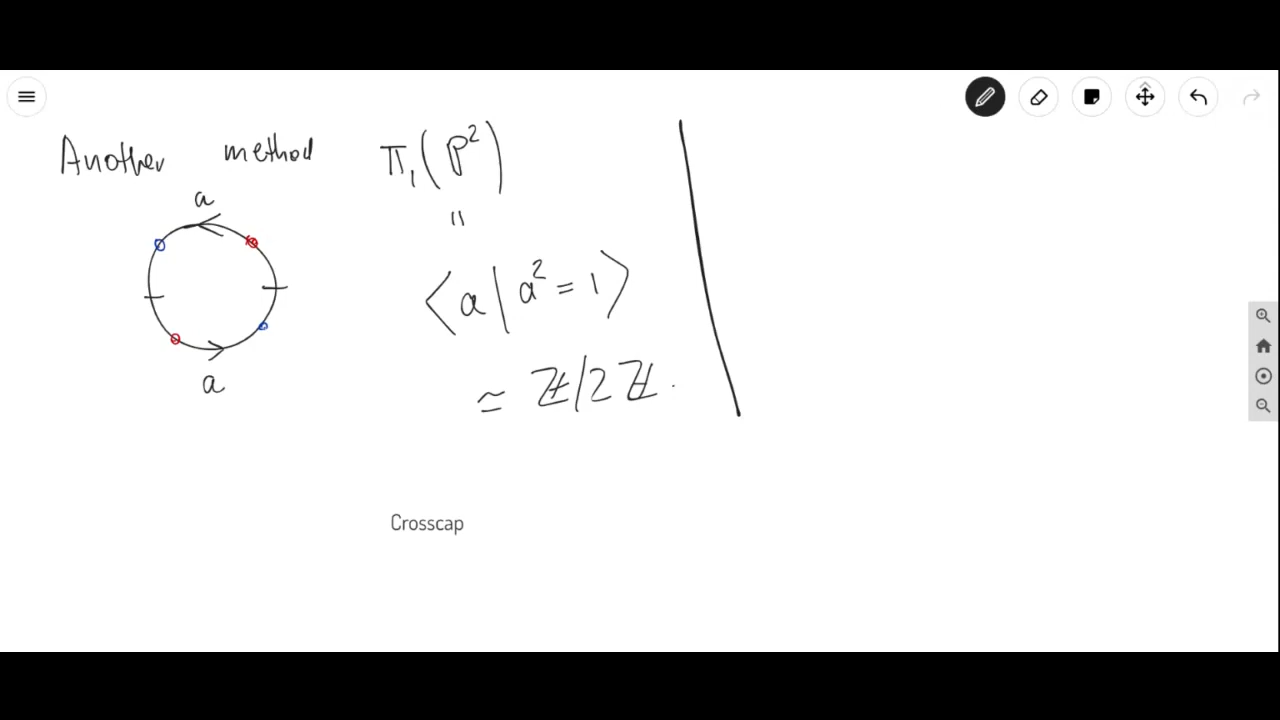 Another method π₁(ℙ²)
a
"
⟨a | a² = 1⟩
≃ ℤ/2ℤ.
a
Crosscap